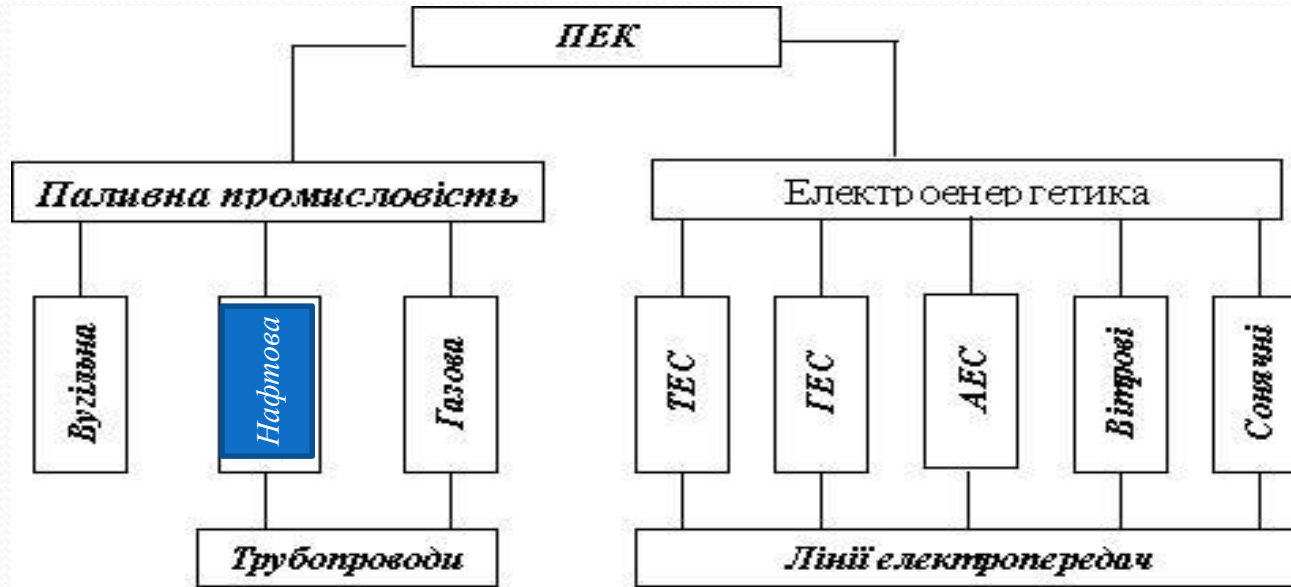 ПЕК
Паливна промисловість
Електроенергетика
Вугільна
Нафтова
Газова
ТЕС
ГЕС
АЕС
Вітрові
Сонячні
Трубопроводи
Лінії електропередач